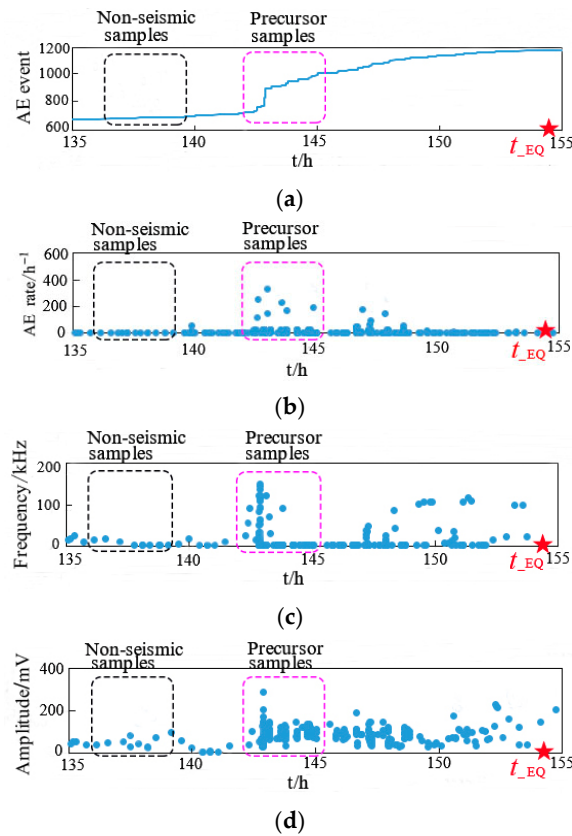 Non-seismic
samples
Precursor
samples
AE event
1200
1000
800
600
135
140
145
150
155
t_EQ
t/h
(a)
Non-seismic
samples
Precursor
samples
AE rate/h⁻¹
600
400
200
0
135
140
145
150
155
t_EQ
t/h
(b)
Non-seismic
samples
Precursor
samples
Frequency/kHz
200
100
0
135
140
145
150
155
t_EQ
t/h
(c)
Non-seismic
samples
Precursor
samples
Amplitude/mV
400
200
0
135
140
145
150
155
t_EQ
t/h
(d)